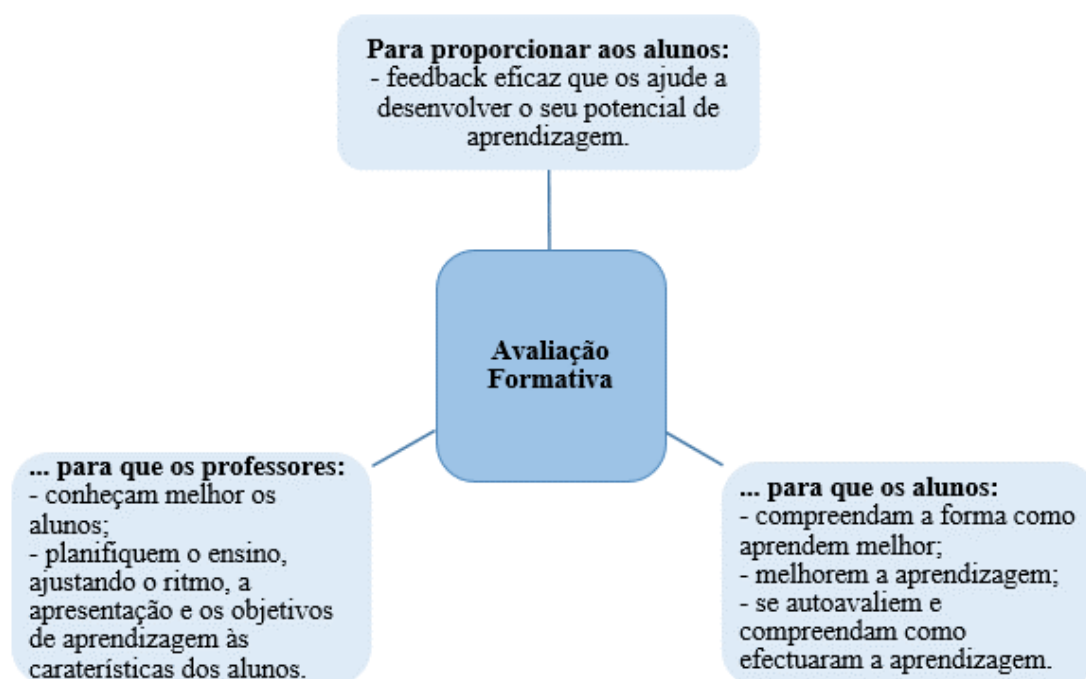 Para proporcionar aos alunos:
- feedback eficaz que os ajude a
desenvolver o seu potencial de
aprendizagem.
Avaliação
Formativa
... para que os professores:
- conheçam melhor os
alunos;
- planifiquem o ensino,
ajustando o ritmo, a
apresentação e os objetivos
de aprendizagem às
caraterísticas dos alunos.
... para que os alunos:
- compreendam a forma como
aprendem melhor;
- melhorem a aprendizagem;
- se autoavaliem e
compreendam como
efectuaram a aprendizagem.